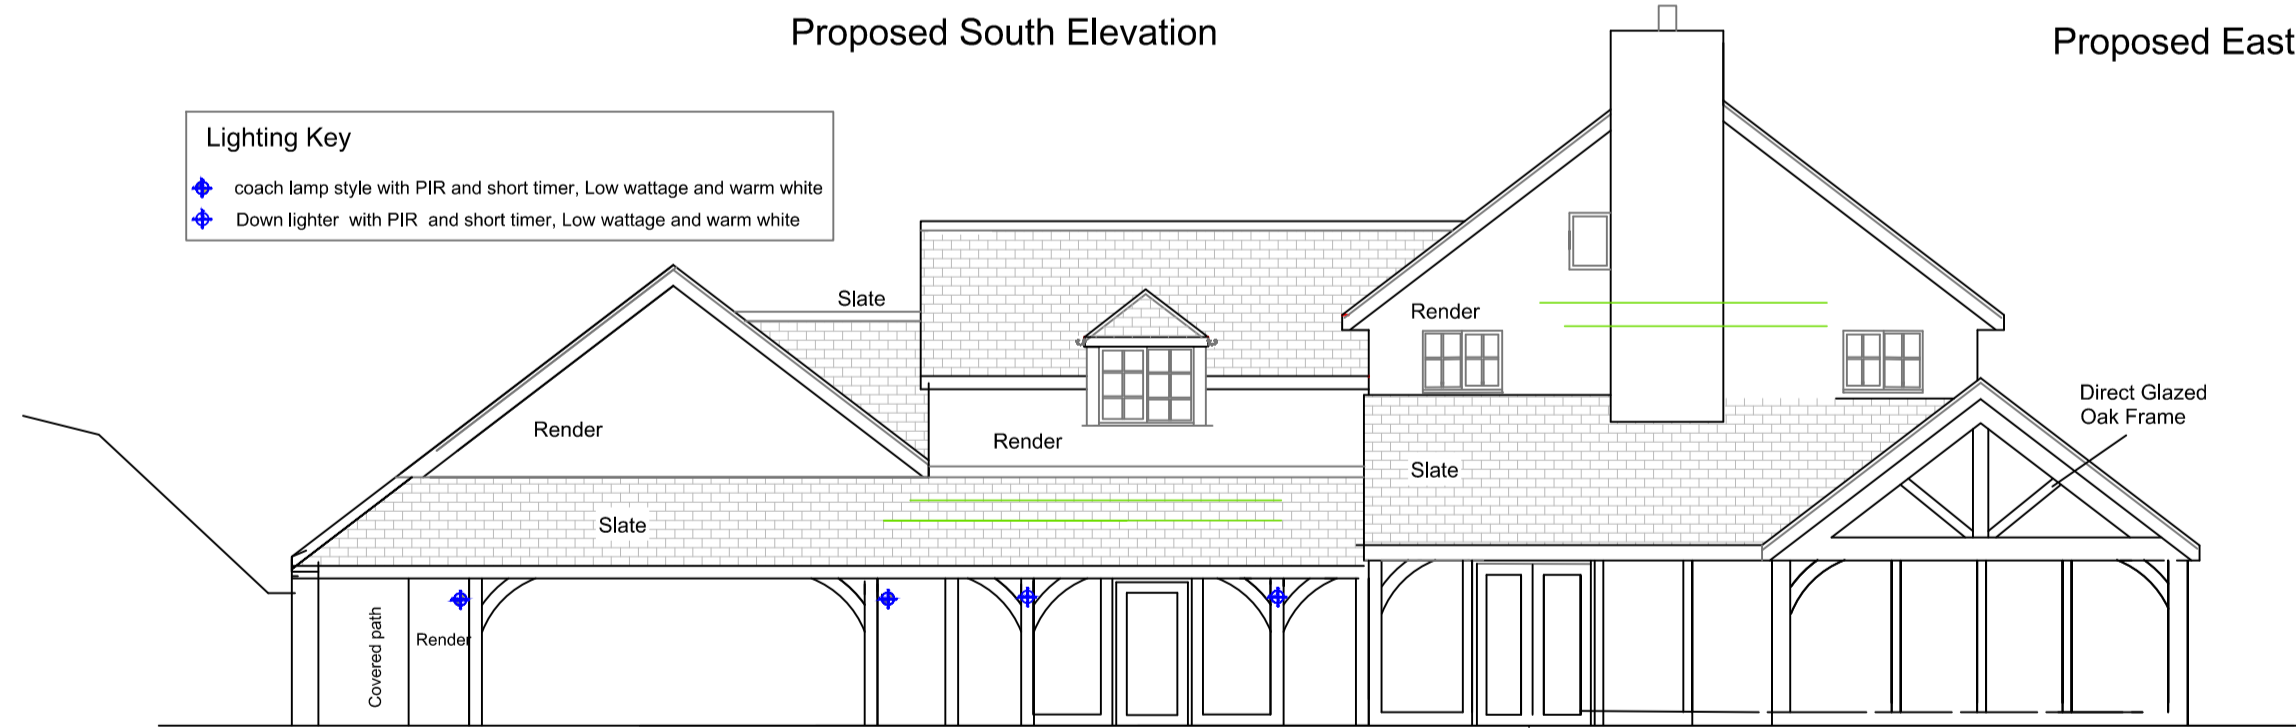 Proposed South Elevation
Proposed East
Lighting Key
coach lamp style with PIR and short timer, Low wattage and warm white
Down lighter with PIR and short timer, Low wattage and warm white
Slate
Render
Direct Glazed
Oak Frame
Render
Render
Slate
Slate
Covered path
Render